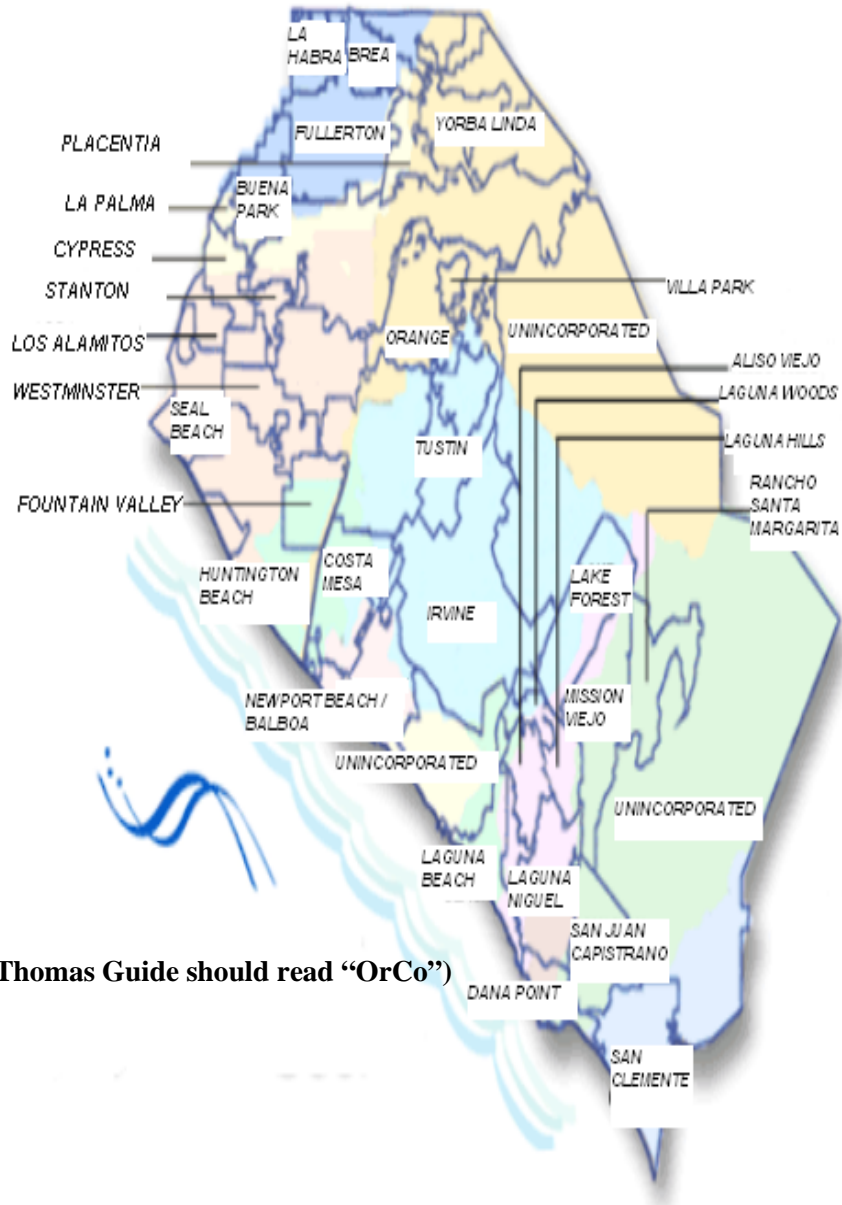 LA
HABRA
BREA
FULLERTON
YORBA LINDA
PLACENTIA
BUENA
PARK
LA PALMA
CYPRESS
STANTON
VILLA PARK
LOS ALAMITOS
ORANGE
UNINCORPORATED
ALISO VIEJO
WESTMINSTER
LAGUNA WOODS
SEAL
BEACH
TUSTIN
LAGUNA HILLS
RANCHO
SANTA
MARGARITA
FOUNTAIN VALLEY
COSTA
MESA
HUNTINGTON
BEACH
LAKE
FOREST
IRVINE
NEWPORT BEACH /
BALBOA
MISSION
VIEJO
UNINCORPORATED
UNINCORPORATED
LAGUNA
BEACH
LAGUNA
NIGUEL
SAN JUAN
CAPISTRANO
Thomas Guide should read “OrCo”)
DANA POINT
SAN
CLEMENTE